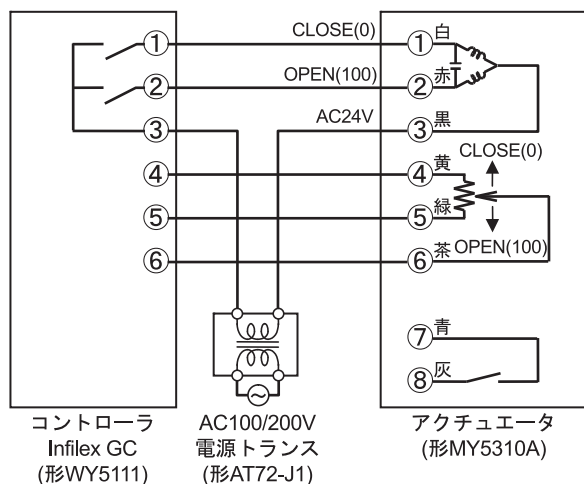 ① CLOSE(0) ① 白
② OPEN(100) ② 赤
③ AC24V ③ 黒
④ ④ 黄 CLOSE(0)
⑤ ⑤ 緑
⑥ ⑥ 茶 OPEN(100)
⑦ 青
⑧ 灰
コントローラ
Infilex GC
(形WY5111)
AC100/200V
電源トランス
(形AT72-J1)
アクチュエータ
(形MY5310A)